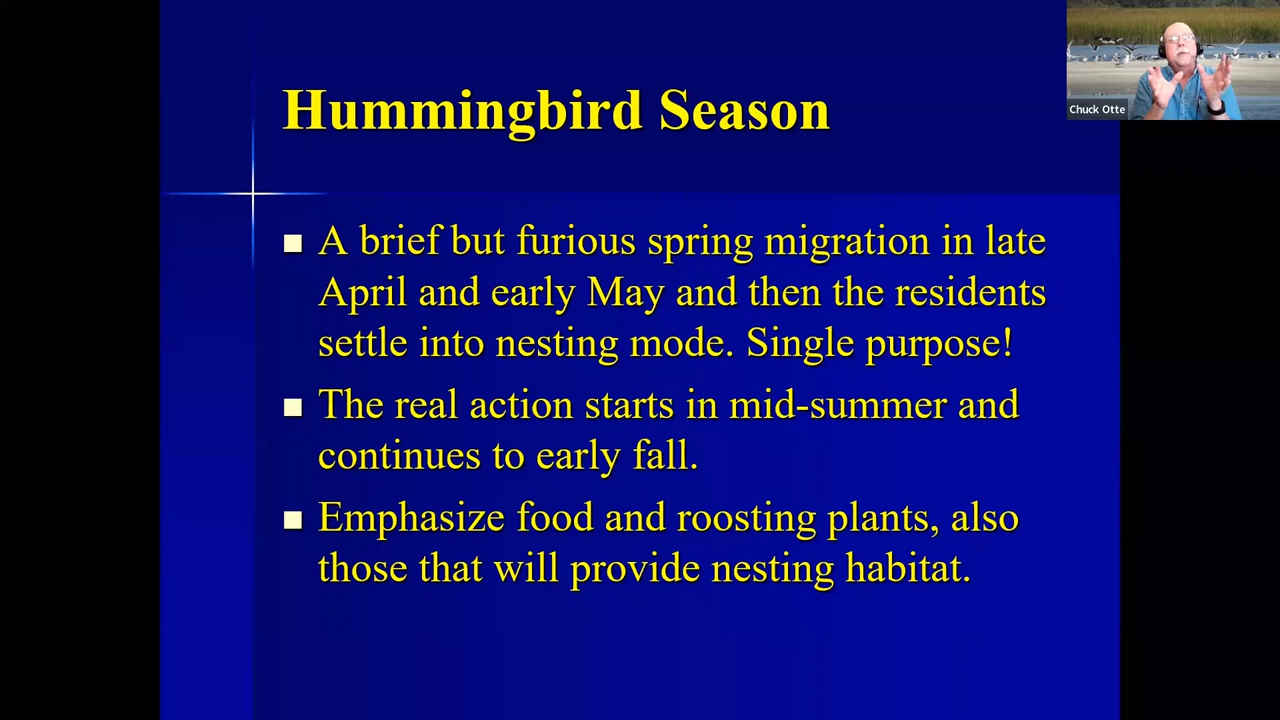 Hummingbird Season
A brief but furious spring migration in late
April and early May and then the residents
settle into nesting mode. Single purpose!
The real action starts in mid-summer and
continues to early fall.
Emphasize food and roosting plants, also
those that will provide nesting habitat.
Chuck Otte